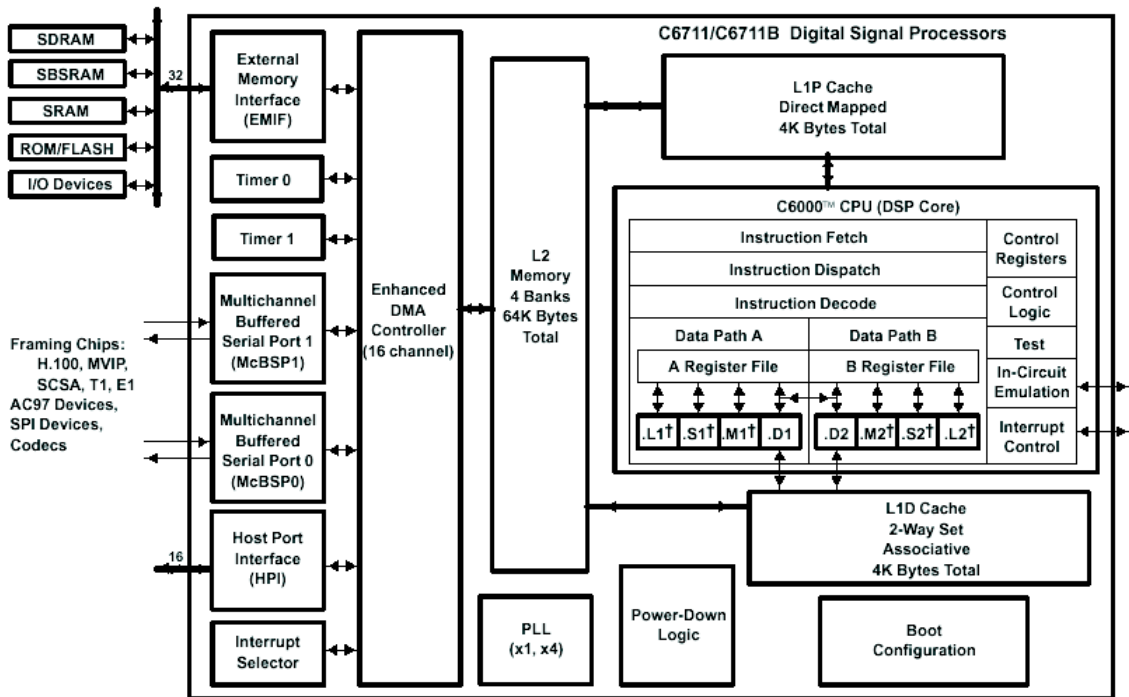 C6711/C6711B Digital Signal Processors
SDRAM
SBSRAM
SRAM
ROM/FLASH
I/O Devices
32
External
Memory
Interface
(EMIF)
Timer 0
Timer 1
Multichannel
Buffered
Serial Port 1
(McBSP1)
Framing Chips:
H.100, MVIP,
SCSA, T1, E1
AC97 Devices,
SPI Devices,
Codecs
Multichannel
Buffered
Serial Port 0
(McBSP0)
16
Host Port
Interface
(HPI)
Interrupt
Selector
Enhanced
DMA
Controller
(16 channel)
L2
Memory
4 Banks
64K Bytes
Total
L1P Cache
Direct Mapped
4K Bytes Total
C6000™ CPU (DSP Core)
Instruction Fetch
Instruction Dispatch
Instruction Decode
Data Path A
Data Path B
A Register File
B Register File
.L1† .S1† .M1† .D1
.D2 .M2† .S2† .L2†
Control
Registers
Control
Logic
Test
In-Circuit
Emulation
Interrupt
Control
L1D Cache
2-Way Set
Associative
4K Bytes Total
PLL
(x1, x4)
Power-Down
Logic
Boot
Configuration